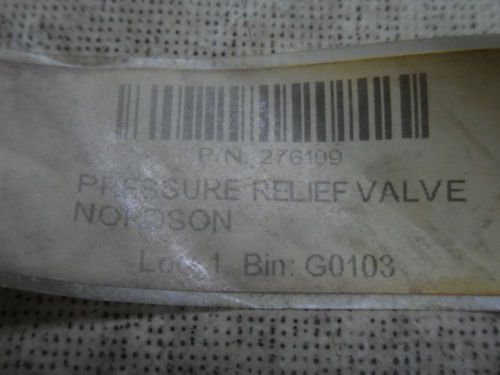 P/N: 276109
PRESSURE RELIEF VALVE
NORDSON
Loc: 1 Bin: G0103